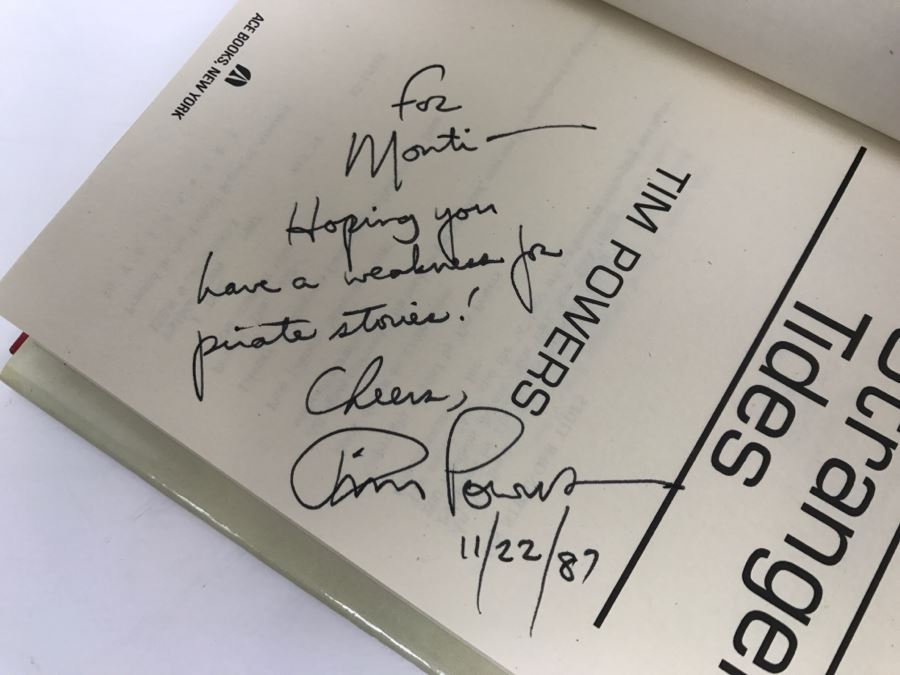 For
Monti —
Hoping you
have a weakness for
pirate stories!
Cheers,
Tim Powers
11/22/87
Stranger
Tides
TIM POWERS
ACE BOOKS, NEW YORK